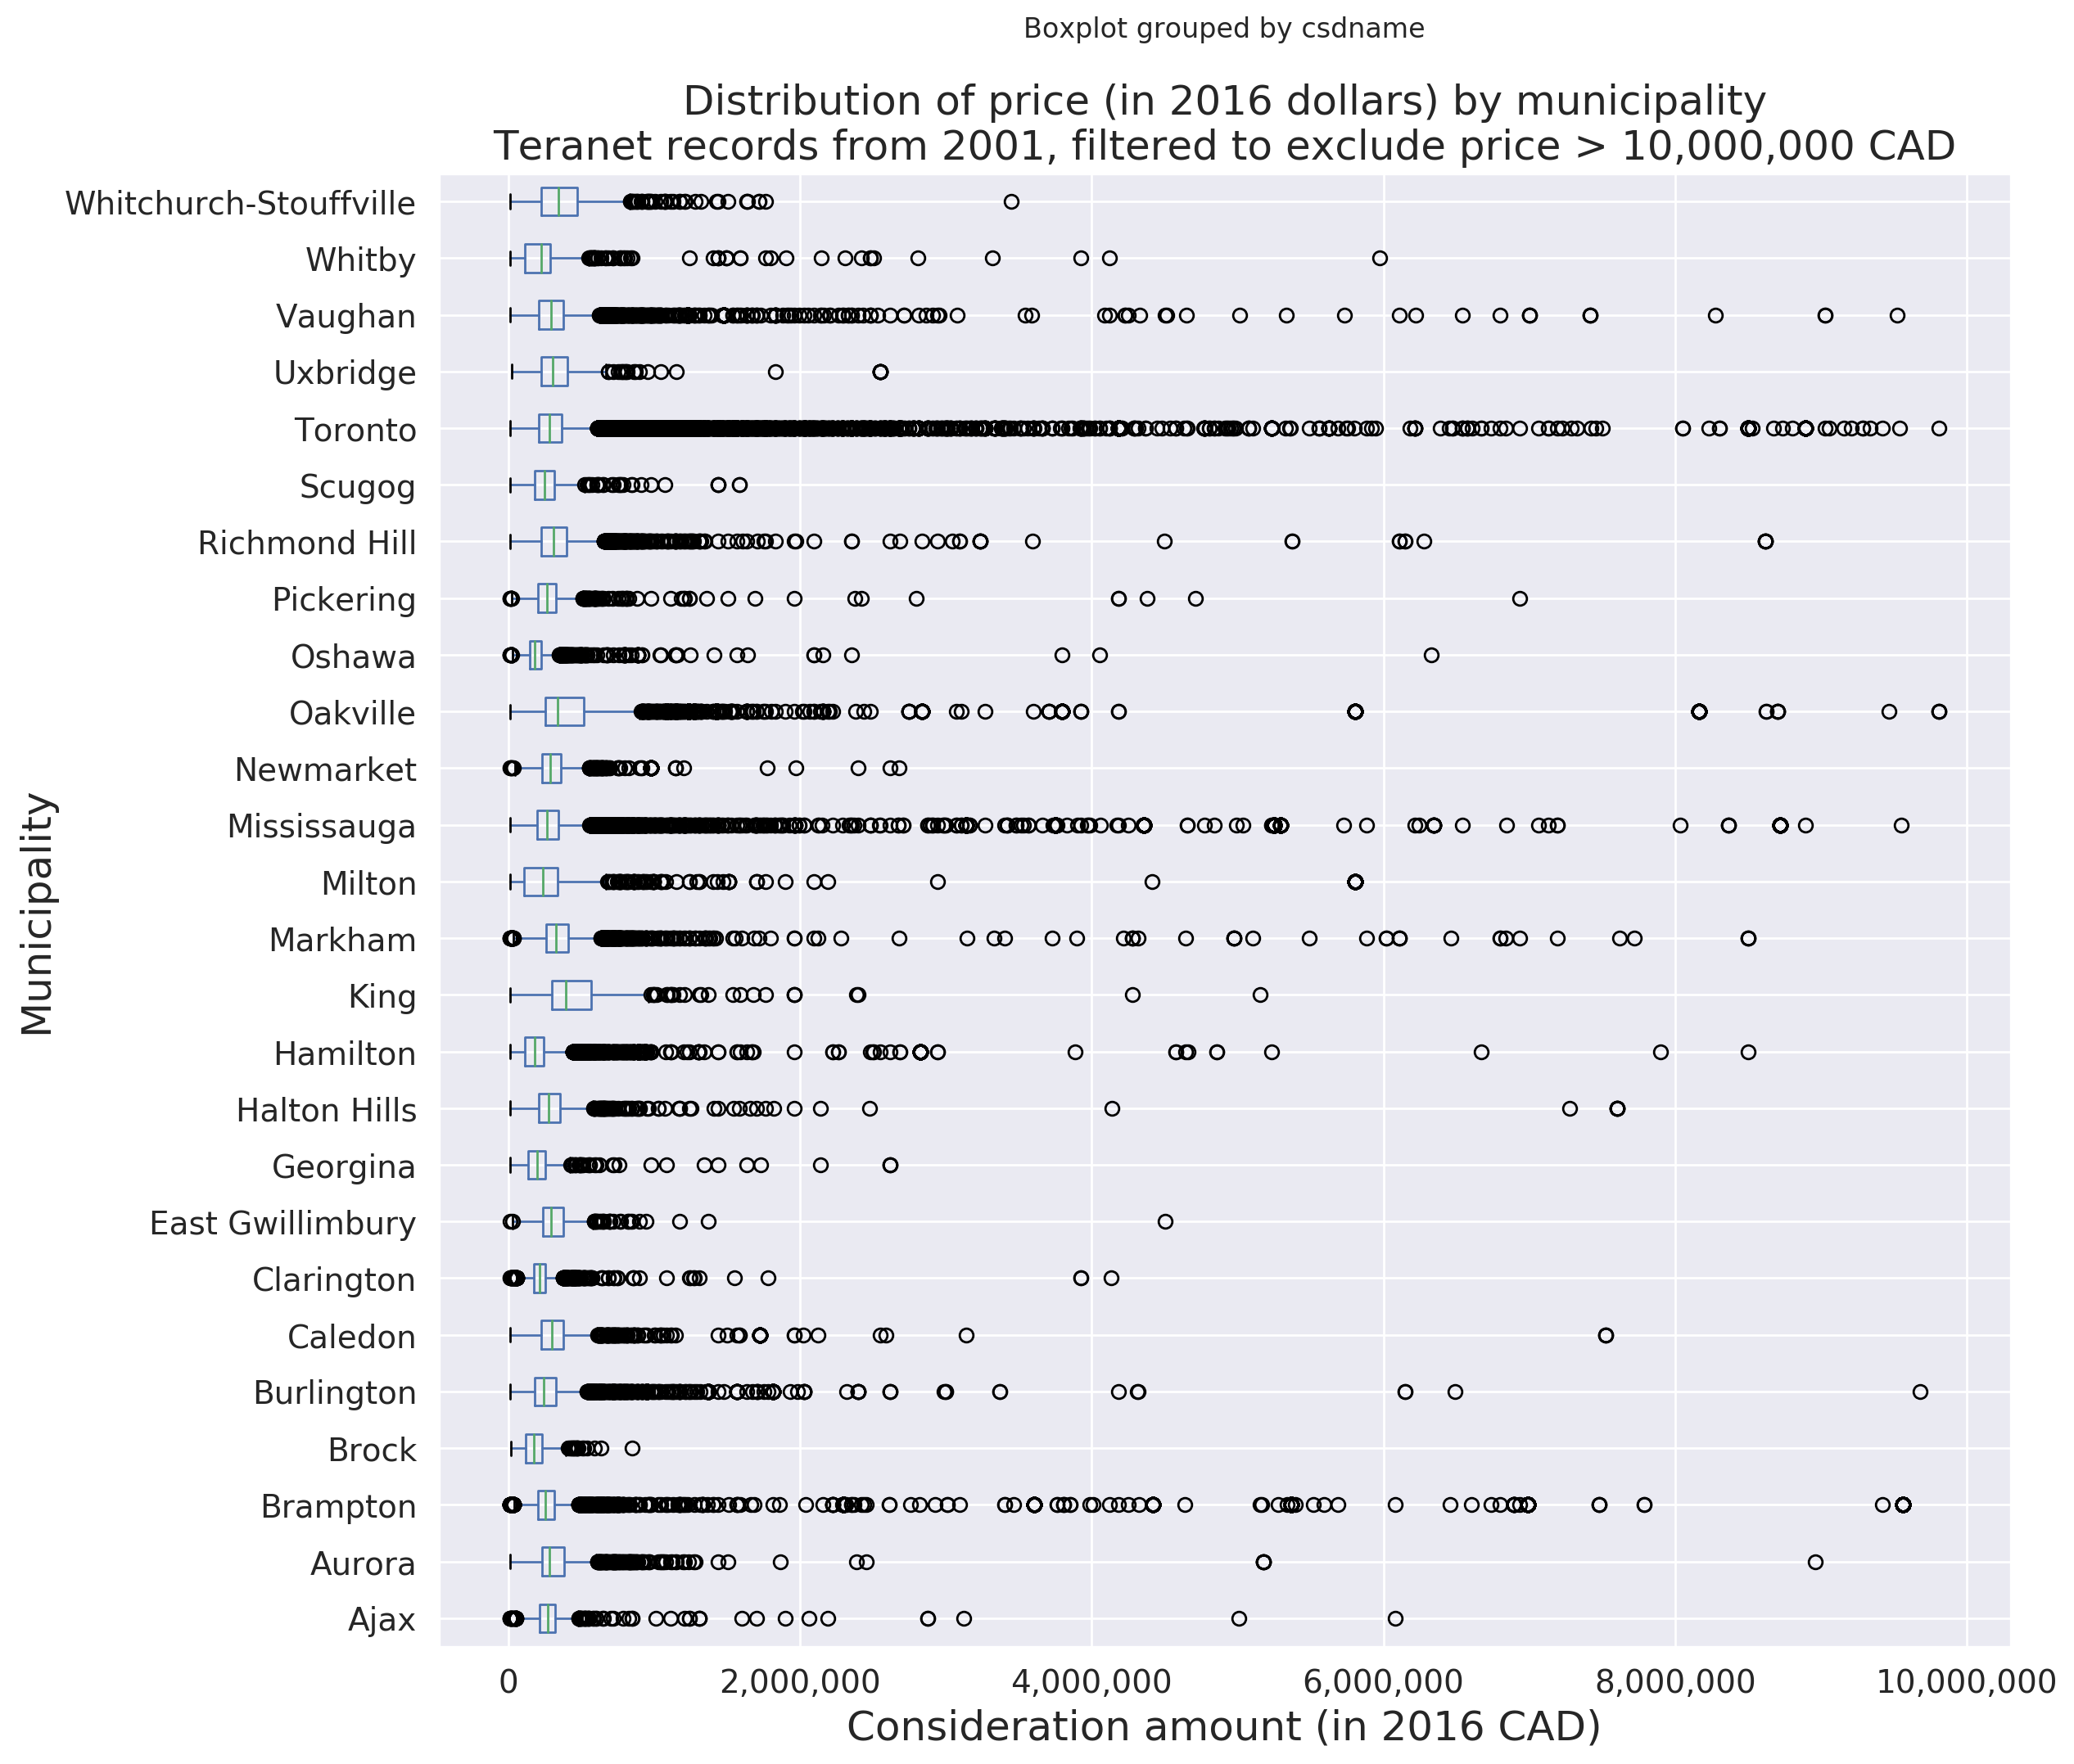 Boxplot grouped by csdname
Distribution of price (in 2016 dollars) by municipality
Teranet records from 2001, filtered to exclude price > 10,000,000 CAD
Whitchurch-Stouffville
Whitby
Vaughan
Uxbridge
Toronto
Scugog
Richmond Hill
Pickering
Oshawa
Oakville
Newmarket
Mississauga
Milton
Markham
King
Hamilton
Halton Hills
Georgina
East Gwillimbury
Clarington
Caledon
Burlington
Brock
Brampton
Aurora
Ajax
Municipality
0 2,000,000 4,000,000 6,000,000 8,000,000 10,000,000
Consideration amount (in 2016 CAD)